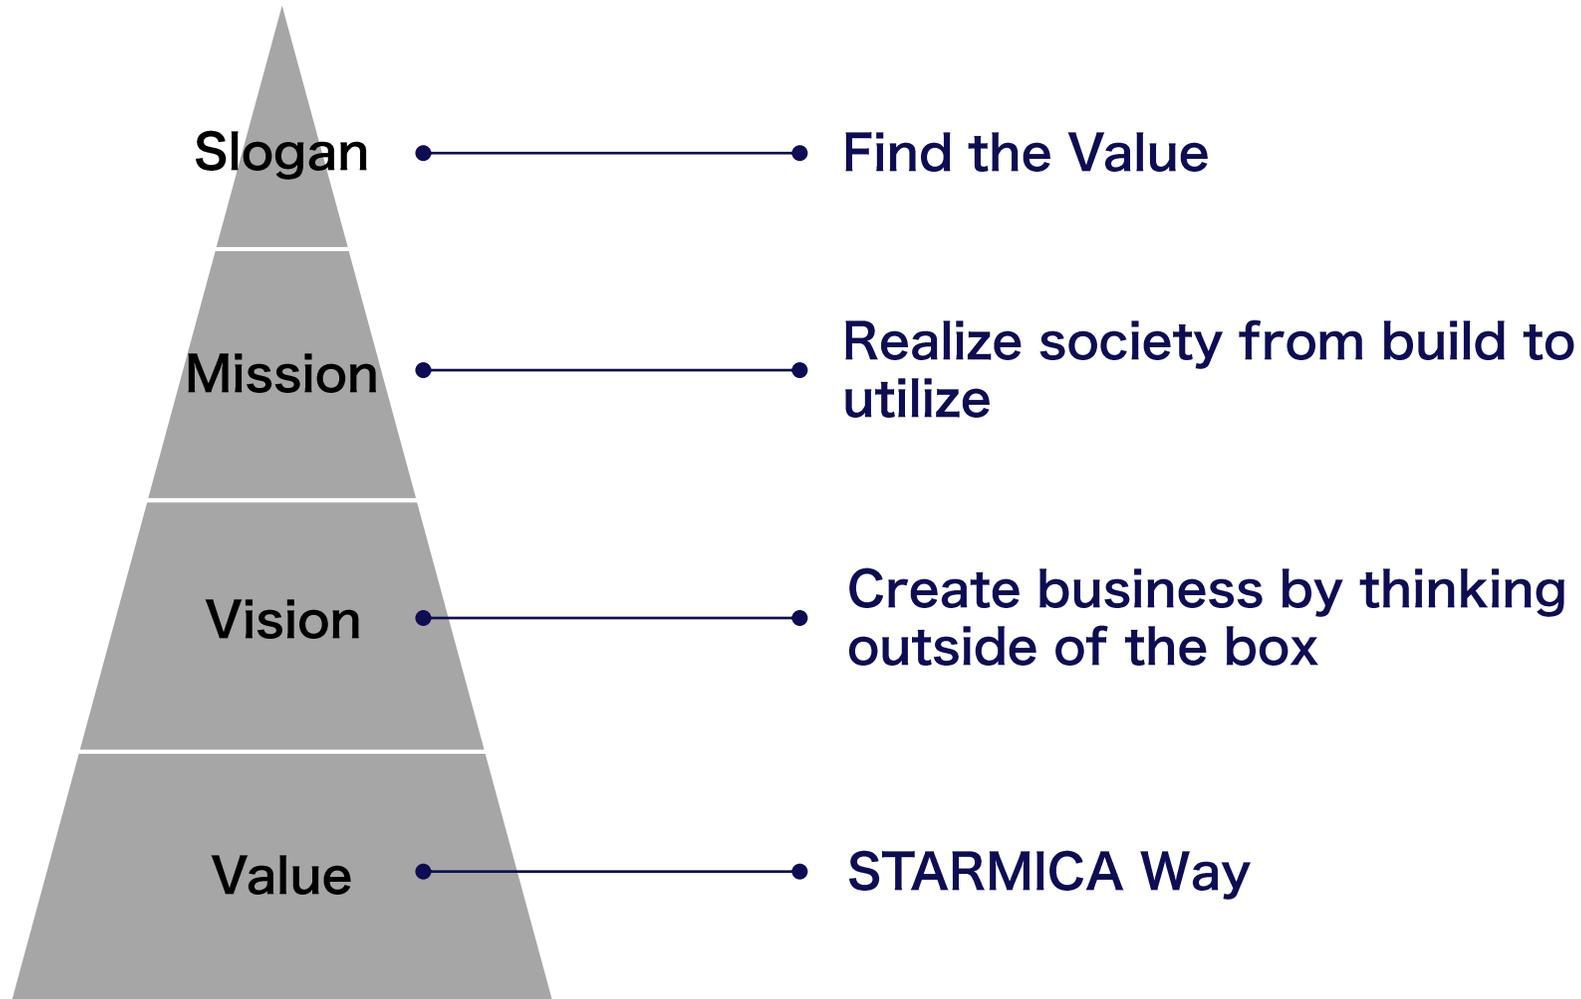 Slogan
Find the Value
Mission
Realize society from build to
utilize
Vision
Create business by thinking
outside of the box
Value
STARMICA Way